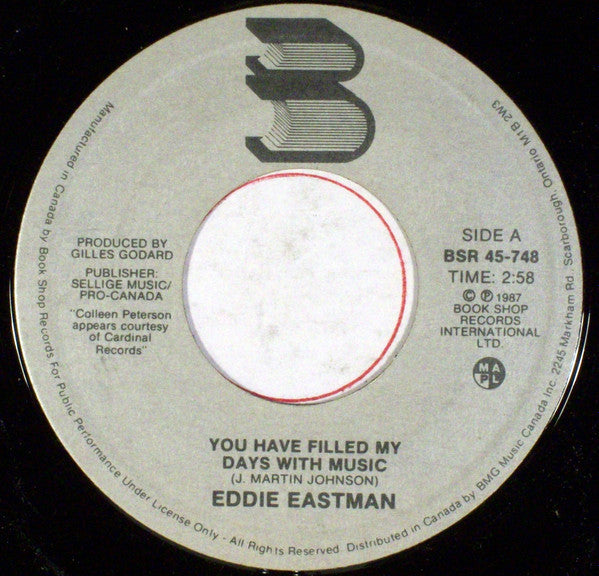 PRODUCED BY
GILLES GODARD
PUBLISHER:
SELLIGE MUSIC/
PRO-CANADA
"Colleen Peterson
appears courtesy
of Cardinal
Records"
SIDE A
BSR 45-748
TIME: 2:58
© ℗ 1987
BOOK SHOP
RECORDS
INTERNATIONAL
LTD.
M A
P L
YOU HAVE FILLED MY
DAYS WITH MUSIC
(J. MARTIN JOHNSON)
EDDIE EASTMAN
Manufactured in Canada by Book Shop Records For Public Performance Under License Only - All Rights Reserved. Distributed in Canada by BMG Music Canada Inc. 2245 Markham Rd. Scarborough, Ontario M1B 2W3